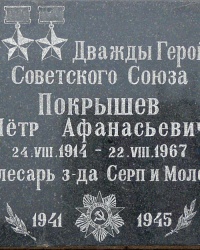 Дважды Герой
Советского Союза
Покрышев
Пётр Афанасьевич
24.VIII.1914 - 22.VIII.1967
лесарь з-да Серп и Моло
1941 1945